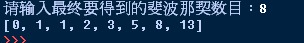 请输入最终要得到的斐波那契数目：8
[0, 1, 1, 2, 3, 5, 8, 13]
>>>